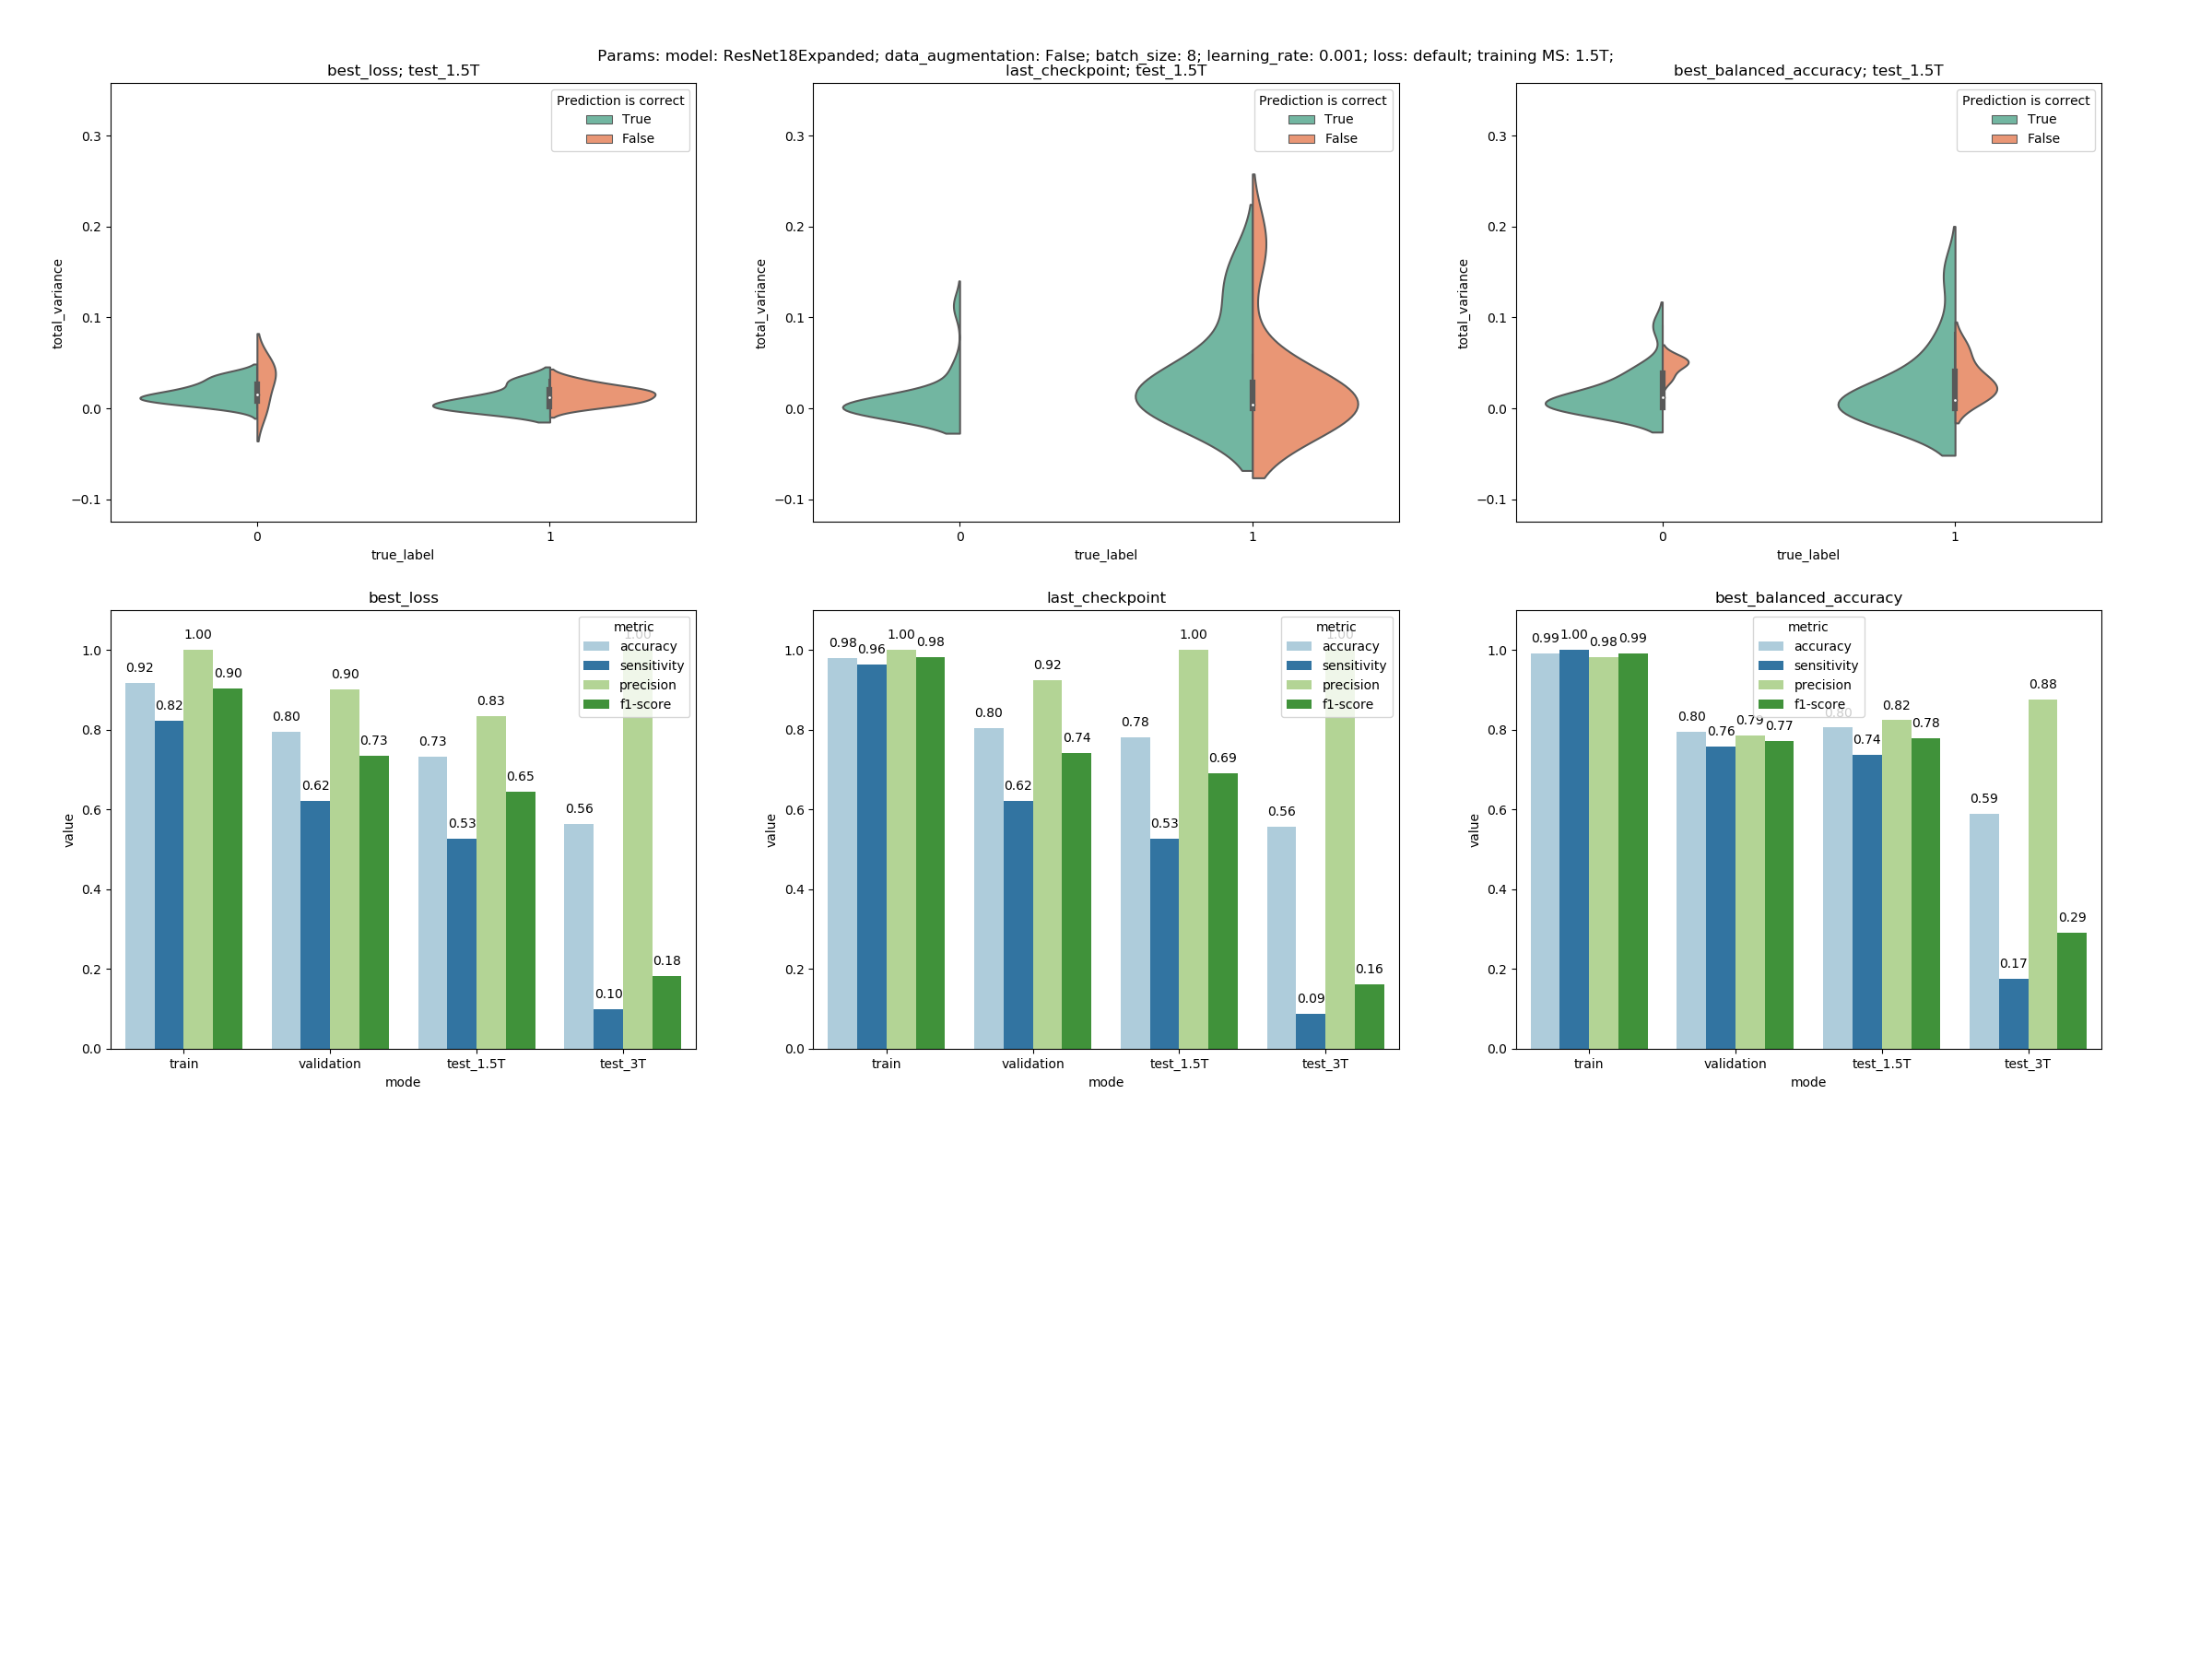 Params: model: ResNet18Expanded; data_augmentation: False; batch_size: 8; learning_rate: 0.001; loss: default; training MS: 1.5T;
best_loss; test_1.5T
Prediction is correct
True
False
0.3
0.2
0.1
0.0
−0.1
total_variance
0
1
true_label
last_checkpoint; test_1.5T
Prediction is correct
True
False
0.3
0.2
0.1
0.0
−0.1
total_variance
0
1
true_label
best_balanced_accuracy; test_1.5T
Prediction is correct
True
False
0.3
0.2
0.1
0.0
−0.1
total_variance
0
1
true_label
best_loss
metric
accuracy
sensitivity
precision
f1-score
1.0
0.8
0.6
0.4
0.2
0.0
value
0.92
0.82
1.00
0.90
0.80
0.62
0.90
0.73
0.73
0.53
0.83
0.65
0.56
0.10
1.00
0.18
train
validation
test_1.5T
test_3T
mode
last_checkpoint
metric
accuracy
sensitivity
precision
f1-score
1.0
0.8
0.6
0.4
0.2
0.0
value
0.98
0.96
1.00
0.98
0.80
0.62
0.92
0.74
0.78
0.53
1.00
0.69
0.56
0.09
1.00
0.16
train
validation
test_1.5T
test_3T
mode
best_balanced_accuracy
metric
accuracy
sensitivity
precision
f1-score
1.0
0.8
0.6
0.4
0.2
0.0
value
0.99
1.00
0.98
0.99
0.80
0.76
0.79
0.77
0.80
0.74
0.82
0.78
0.59
0.17
0.88
0.29
train
validation
test_1.5T
test_3T
mode